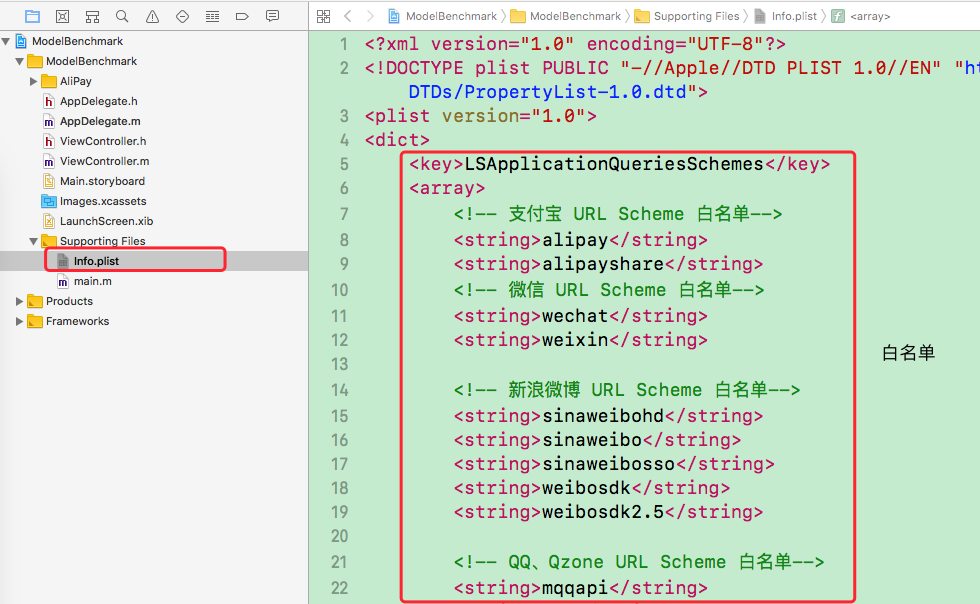 ModelBenchmark
ModelBenchmark
AliPay
AppDelegate.h
AppDelegate.m
ViewController.h
ViewController.m
Main.storyboard
Images.xcassets
LaunchScreen.xib
Supporting Files
Info.plist
main.m
Products
Frameworks
ModelBenchmark 〉 ModelBenchmark 〉 Supporting Files 〉 Info.plist 〉 <array>
1 <?xml version="1.0" encoding="UTF-8"?>
2 <!DOCTYPE plist PUBLIC "-//Apple//DTD PLIST 1.0//EN" "ht
DTDs/PropertyList-1.0.dtd">
3 <plist version="1.0">
4 <dict>
5 <key>LSApplicationQueriesSchemes</key>
6 <array>
7 <!-- 支付宝 URL Scheme 白名单-->
8 <string>alipay</string>
9 <string>alipayshare</string>
10 <!-- 微信 URL Scheme 白名单-->
11 <string>wechat</string>
12 <string>weixin</string>
13
14 <!-- 新浪微博 URL Scheme 白名单-->
15 <string>sinaweibohd</string>
16 <string>sinaweibo</string>
17 <string>sinaweibosso</string>
18 <string>weibosdk</string>
19 <string>weibosdk2.5</string>
20
21 <!-- QQ、Qzone URL Scheme 白名单-->
22 <string>mqqapi</string>
白名单